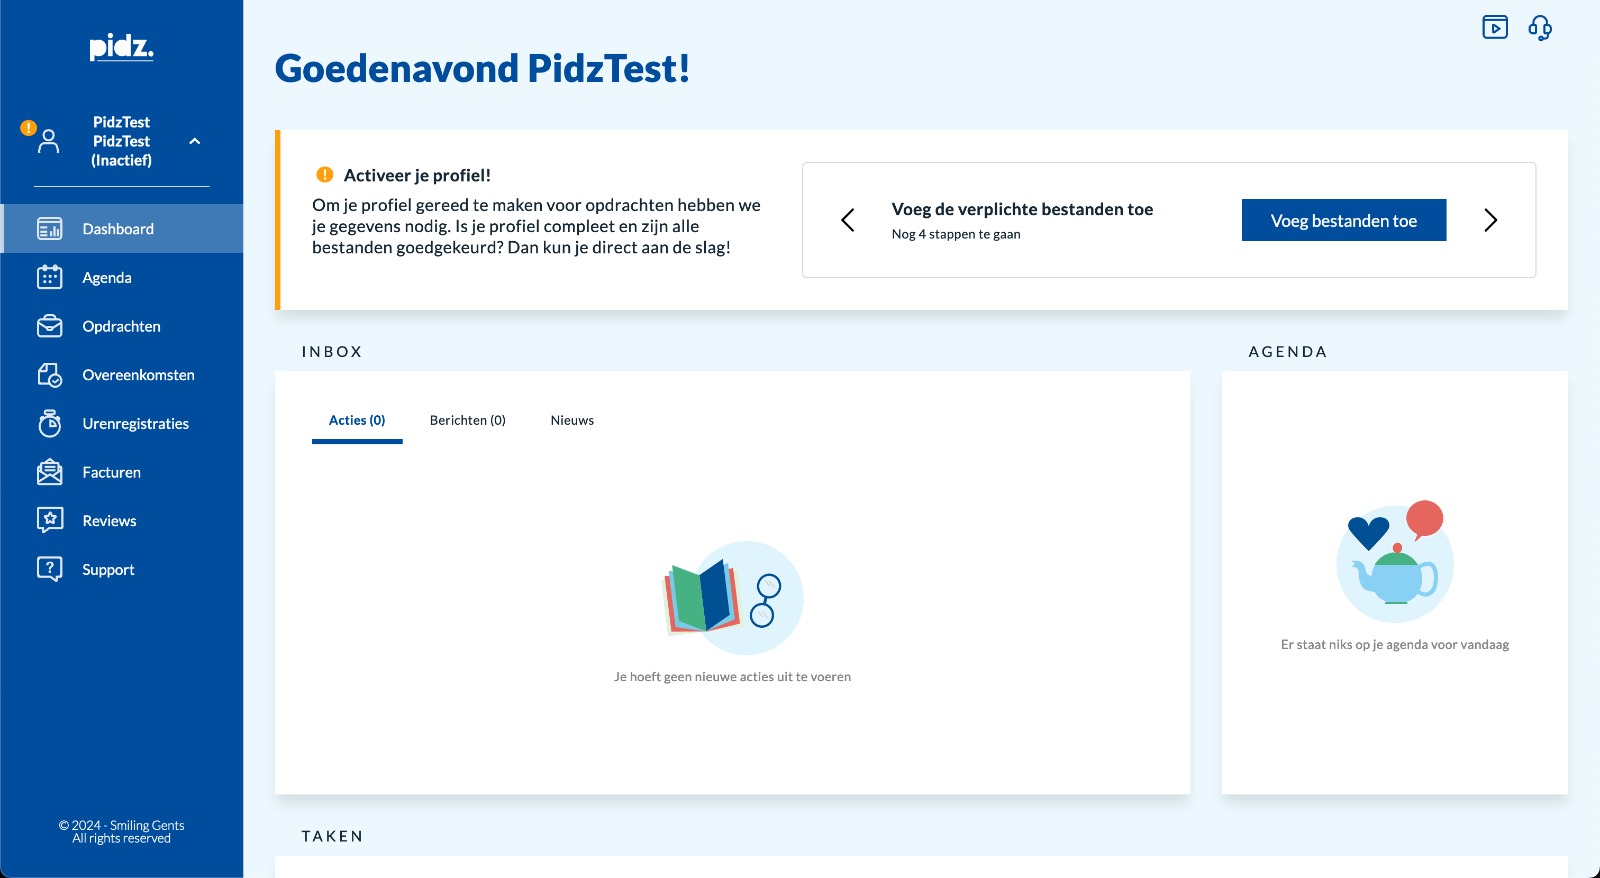 pidz.
PidzTest
PidzTest
(Inactief)
Dashboard
Agenda
Opdrachten
Overeenkomsten
Urenregistraties
Facturen
Reviews
Support
© 2024 - Smiling Gents
All rights reserved
Goedenavond PidzTest!
Activeer je profiel!
Om je profiel gereed te maken voor opdrachten hebben we
je gegevens nodig. Is je profiel compleet en zijn alle
bestanden goedgekeurd? Dan kun je direct aan de slag!
Voeg de verplichte bestanden toe
Nog 4 stappen te gaan
Voeg bestanden toe
INBOX
Acties (0)
Berichten (0)
Nieuws
Je hoeft geen nieuwe acties uit te voeren
AGENDA
Er staat niks op je agenda voor vandaag
TAKEN